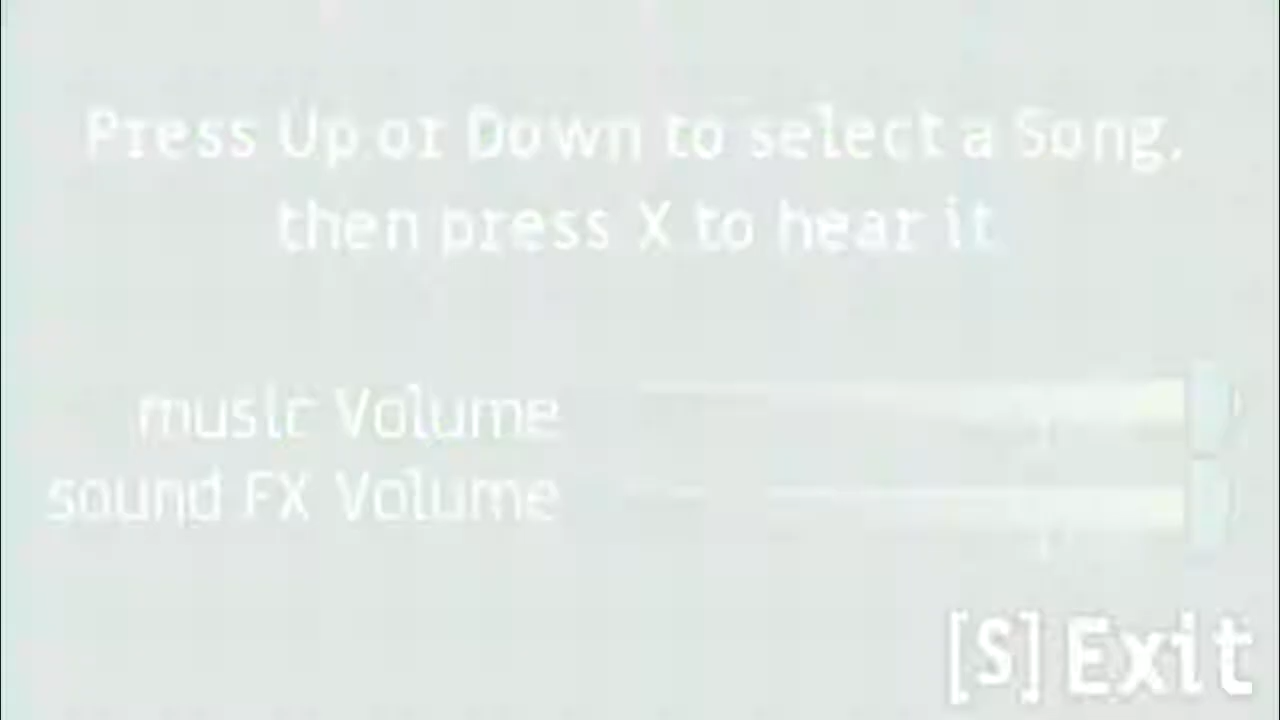 Press Up or Down to select a Song,
then press X to hear it
music Volume
sound FX Volume
[S] Exit